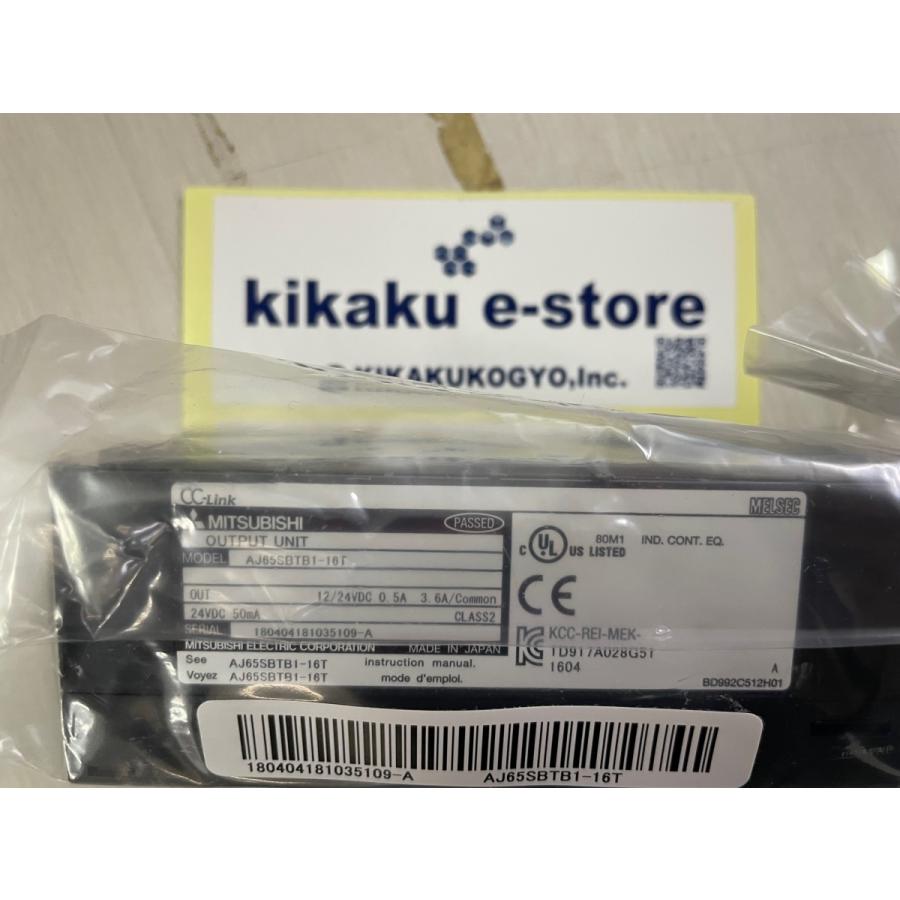 kikaku e-store
KIKAKUKOGYO,Inc.
CC-Link
MELSEC
MITSUBISHI
PASSED
OUTPUT UNIT
MODEL AJ65SBTB1-16T
OUT 12/24VDC 0.5A 3.6A/Common
24VDC 50mA CLASS2
SERIAL 180404181035109-A
MITSUBISHI ELECTRIC CORPORATION MADE IN JAPAN
See AJ65SBTB1-16T instruction manual.
Voyez AJ65SBTB1-16T mode d'emploi.
C UL US LISTED 80M1 IND. CONT. EQ.
CE
KCC-REI-MEK-
TD917A028G51
1604
A
BD992C512H01
180404181035109-A AJ65SBTB1-16T